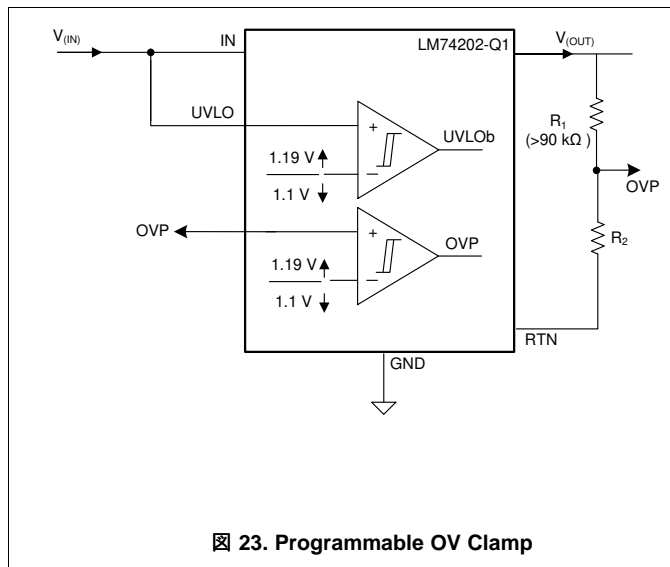 V(IN)
IN
LM74202-Q1
V(OUT)
UVLO
+
UVLOb
R1
(>90 kΩ )
1.19 V
–
1.1 V
OVP
OVP
+
OVP
R2
1.19 V
–
1.1 V
RTN
GND
図 23. Programmable OV Clamp